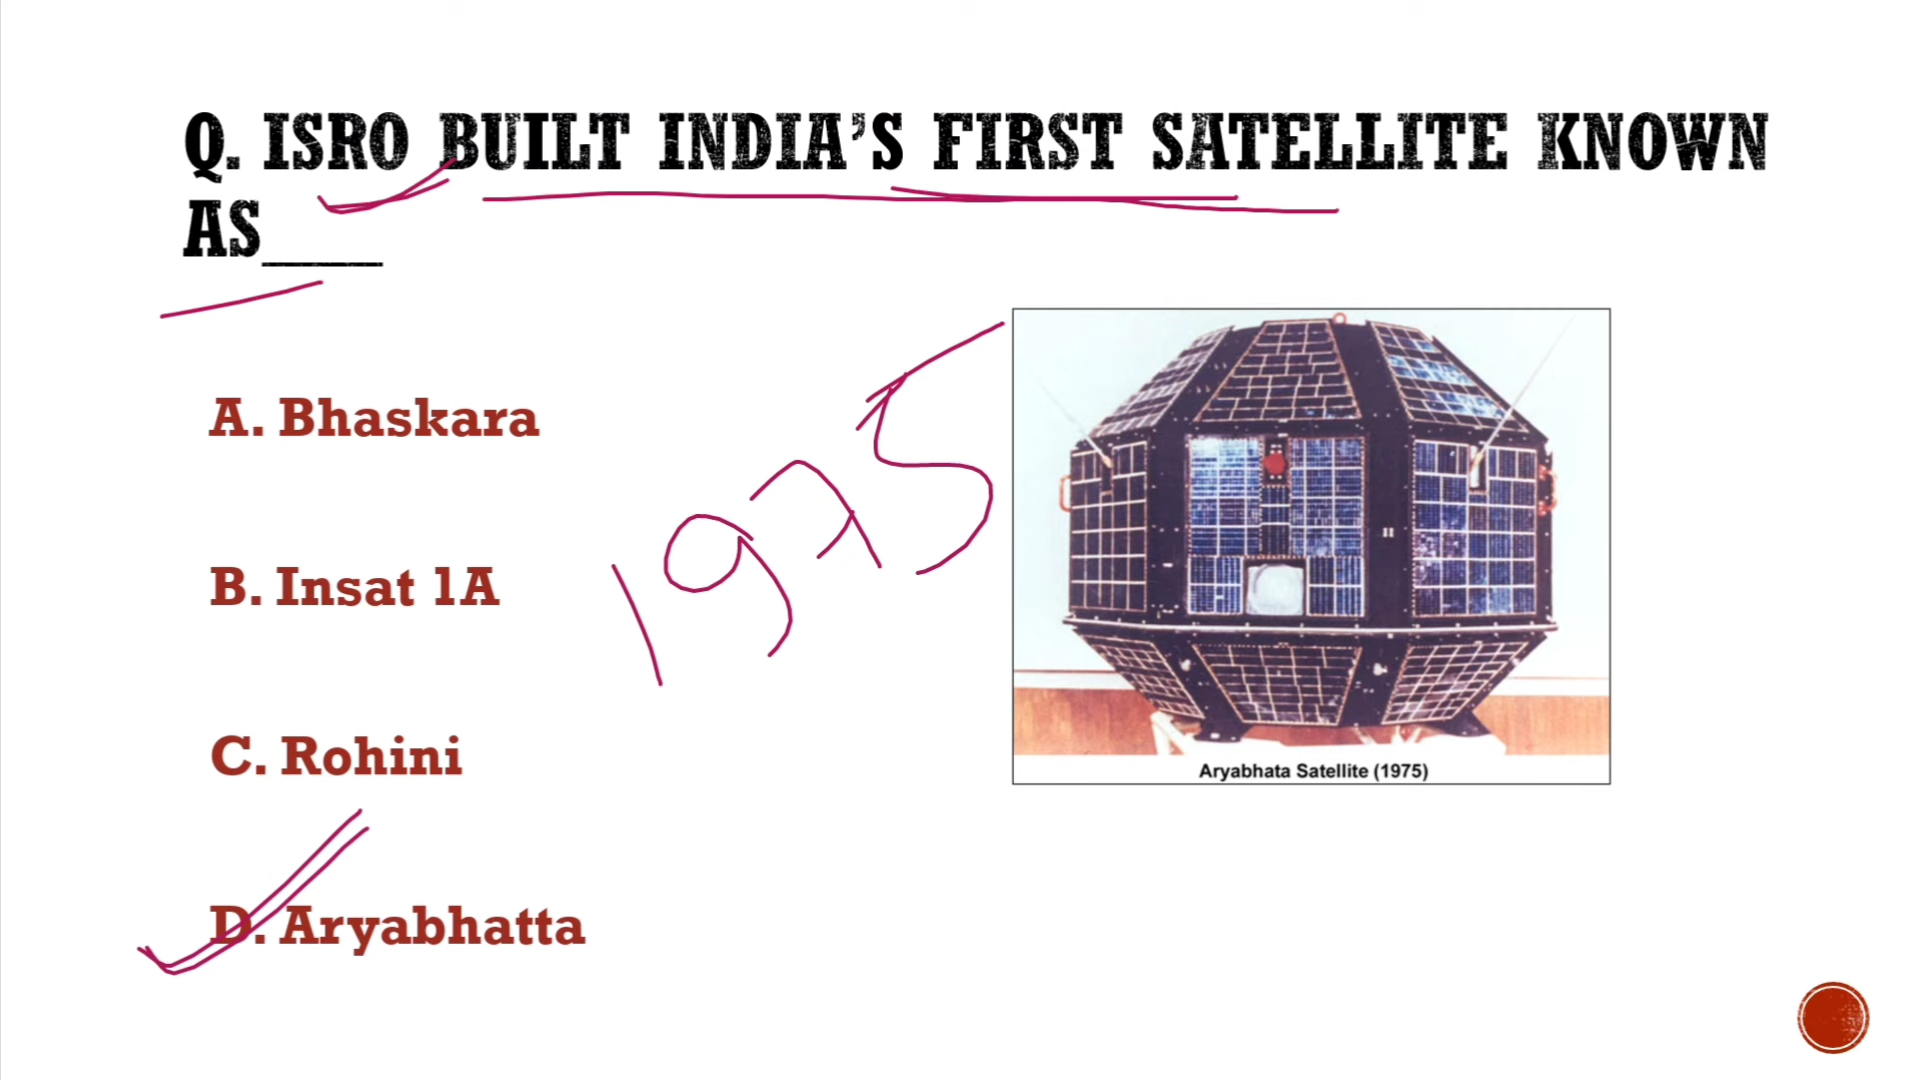 Q. ISRO BUILT INDIA’S FIRST SATELLITE KNOWN
AS____
A. Bhaskara
B. Insat 1A
C. Rohini
D. Aryabhatta
1975
Aryabhata Satellite (1975)